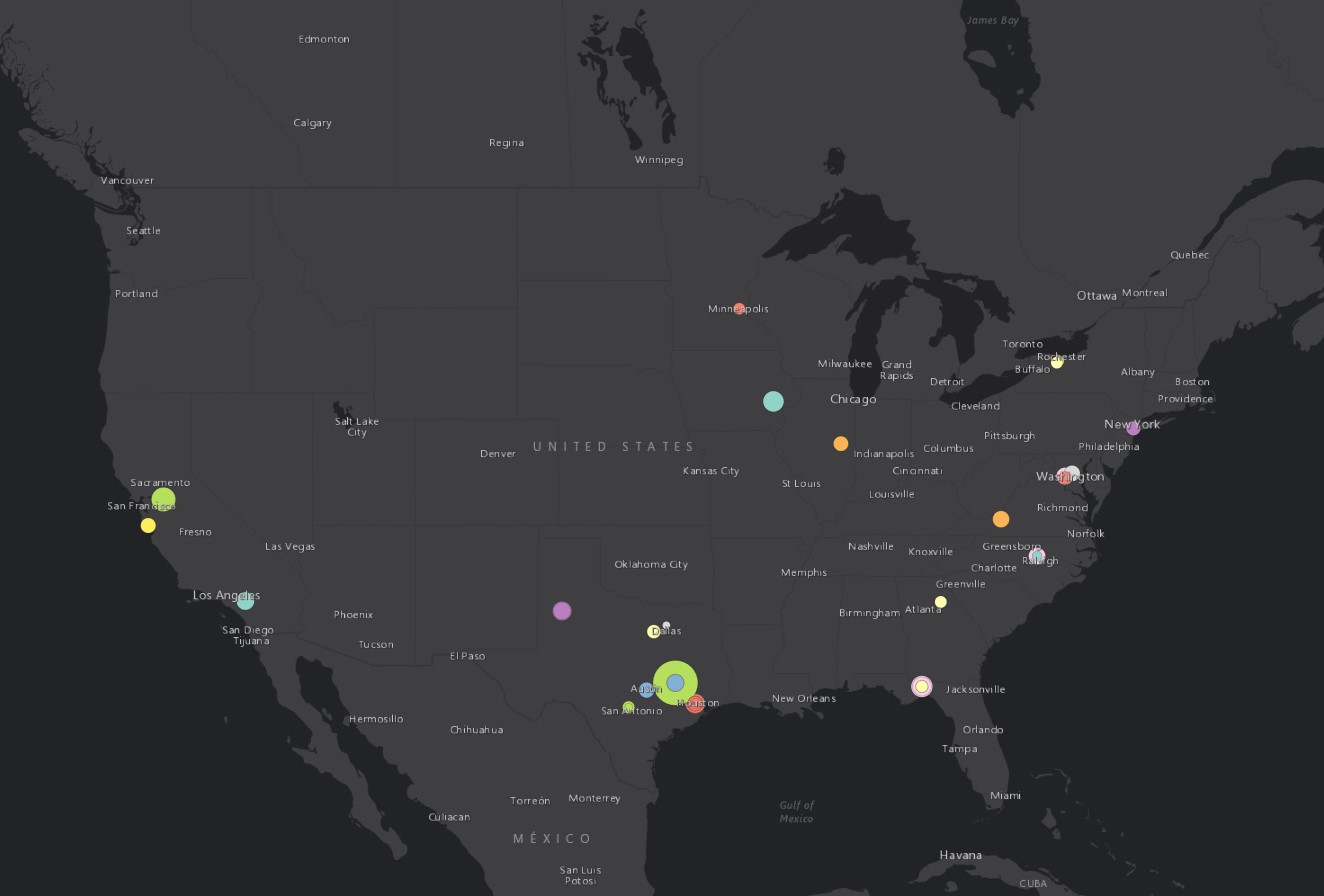 James Bay
Edmonton
Calgary
Regina
Winnipeg
Vancouver
Seattle
Portland
Quebec
Ottawa
Montreal
Minneapolis
Toronto
Rochester
Buffalo
Milwaukee
Grand
Rapids
Detroit
Albany
Boston
Providence
Chicago
Cleveland
Salt Lake
City
New York
UNITED STATES
Denver
Pittsburgh
Philadelphia
Columbus
Indianapolis
Kansas City
Cincinnati
Washington
Sacramento
St Louis
Louisville
San Francisco
Richmond
Fresno
Norfolk
Las Vegas
Nashville
Knoxville
Greensboro
Raleigh
Charlotte
Oklahoma City
Memphis
Greenville
Los Angeles
Phoenix
Birmingham
Atlanta
San Diego
Tijuana
Dallas
Tucson
El Paso
Austin
Jacksonville
Houston
New Orleans
San Antonio
Hermosillo
Chihuahua
Orlando
Tampa
Miami
Torreón
Monterrey
Gulf of
Mexico
Culiacan
MÉXICO
Havana
San Luis
Potosi
CUBA